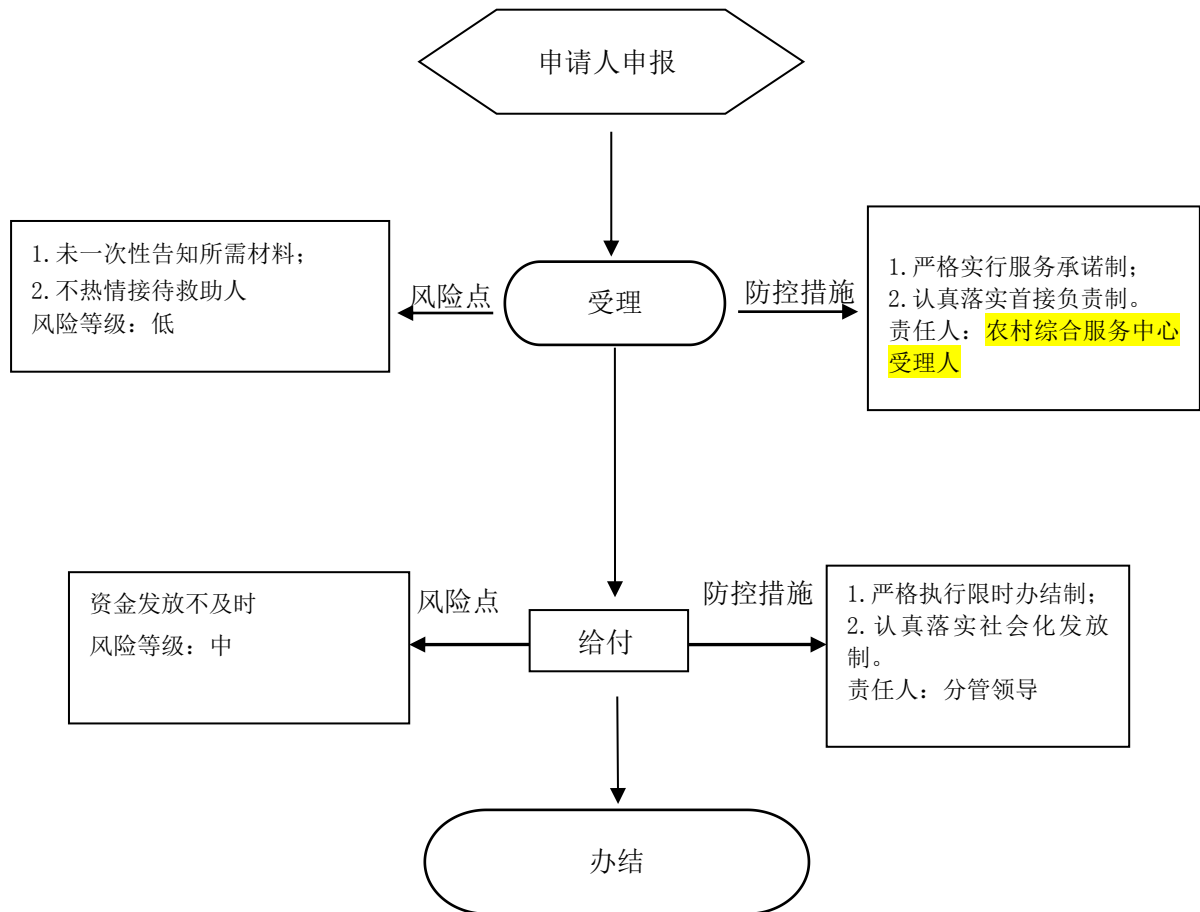 申请人申报
1.未一次性告知所需材料;
2.不热情接待救助人
风险等级：低
风险点
受理
防控措施
1.严格实行服务承诺制;
2.认真落实首接负责制。
责任人：农村综合服务中心
受理人
资金发放不及时
风险等级：中
风险点
给付
防控措施
1.严格执行限时办结制;
2.认真落实社会化发放
制。
责任人：分管领导
办结